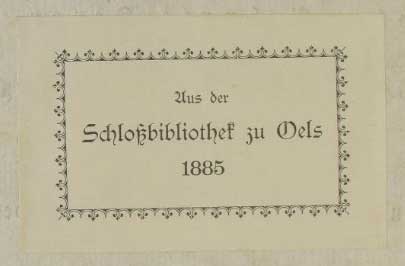 Aus der
Schloßbibliothek zu Oels
1885